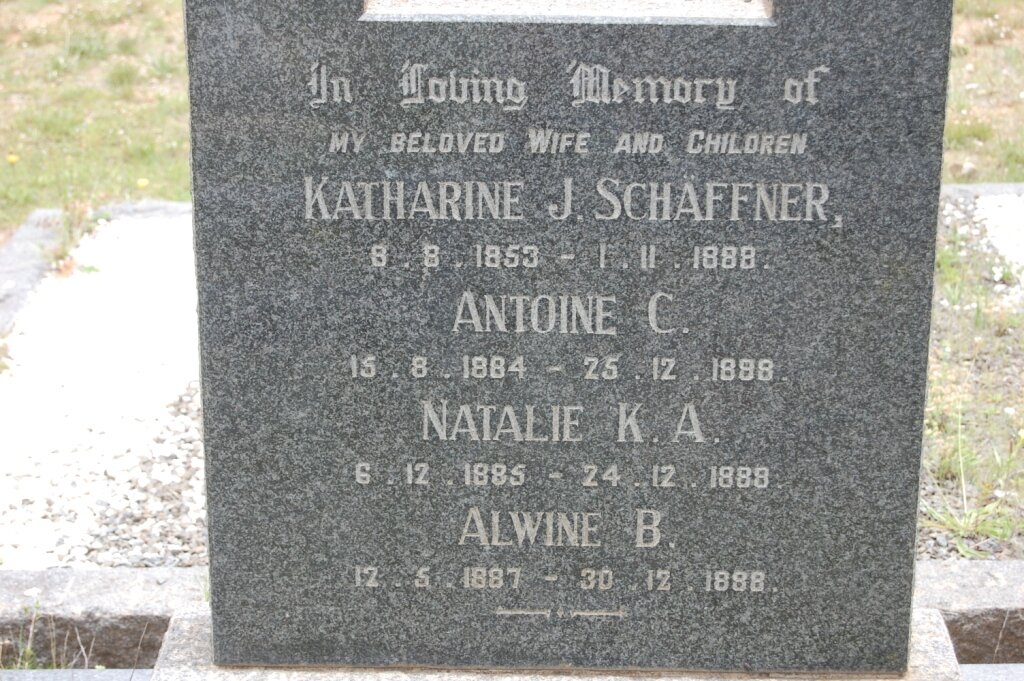 In Loving Memory of
MY BELOVED WIFE AND CHILDREN
KATHARINE J. SCHAFFNER,
8.8.1853 - 1.11.1888.
ANTOINE C.
15.8.1884 - 25.12.1888.
NATALIE K.A.
6.12.1885 - 24.12.1888.
ALWINE B.
12.5.1887 - 30.12.1888.